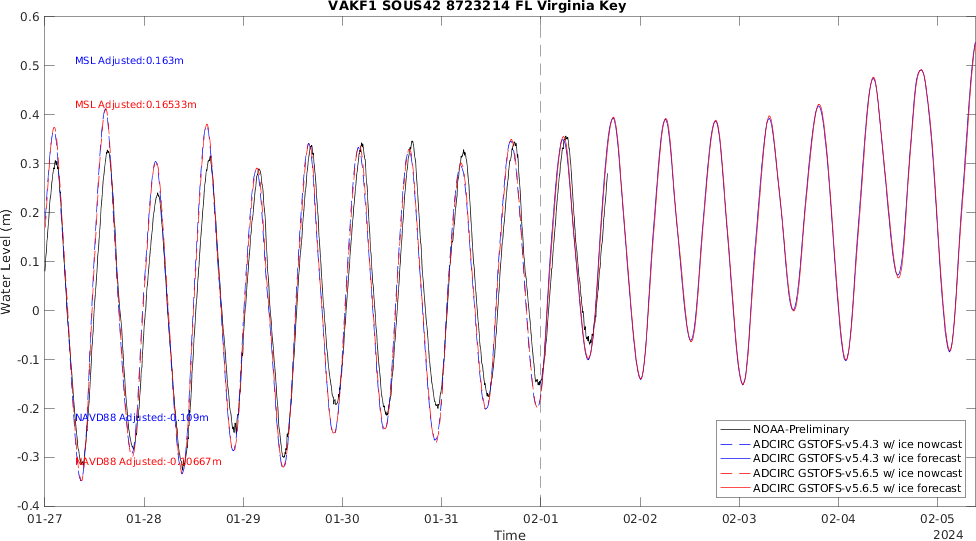 VAKF1 SOUS42 8723214 FL Virginia Key
Water Level (m)
0.6
0.5
0.4
0.3
0.2
0.1
0
-0.1
-0.2
-0.3
-0.4
MSL Adjusted:0.163m
MSL Adjusted:0.16533m
NAVD88 Adjusted:-0.109m
NAVD88 Adjusted:-0.10667m
NOAA-Preliminary
ADCIRC GSTOFS-v5.4.3 w/ ice nowcast
ADCIRC GSTOFS-v5.4.3 w/ ice forecast
ADCIRC GSTOFS-v5.6.5 w/ ice nowcast
ADCIRC GSTOFS-v5.6.5 w/ ice forecast
01-27 01-28 01-29 01-30 01-31 02-01 02-02 02-03 02-04 02-05
2024
Time